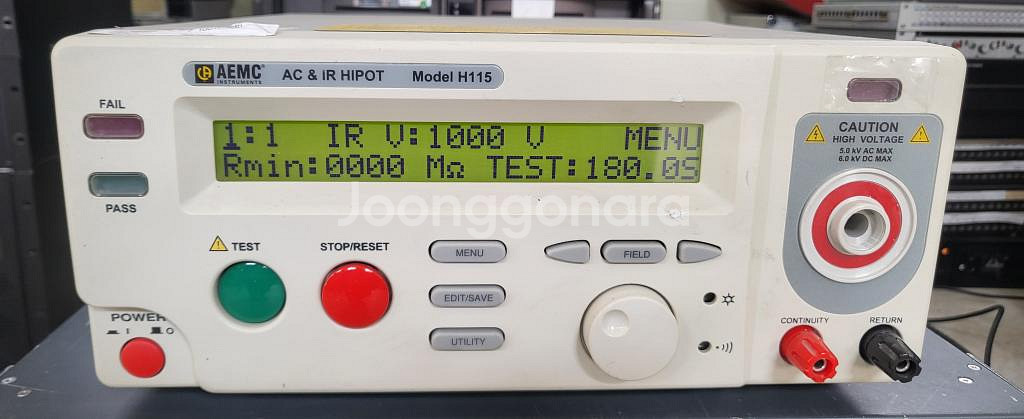 AEMC®
INSTRUMENTS
AC & IR HIPOT
Model H115
FAIL
PASS
1:1 IR V:1000 V MENU
Rmin:0000 MΩ TEST:180.0S
CAUTION
HIGH VOLTAGE
5.0 kV AC MAX
6.0 kV DC MAX
Joonggonara
TEST
STOP/RESET
MENU
FIELD
EDIT/SAVE
UTILITY
POWER
I O
CONTINUITY
RETURN